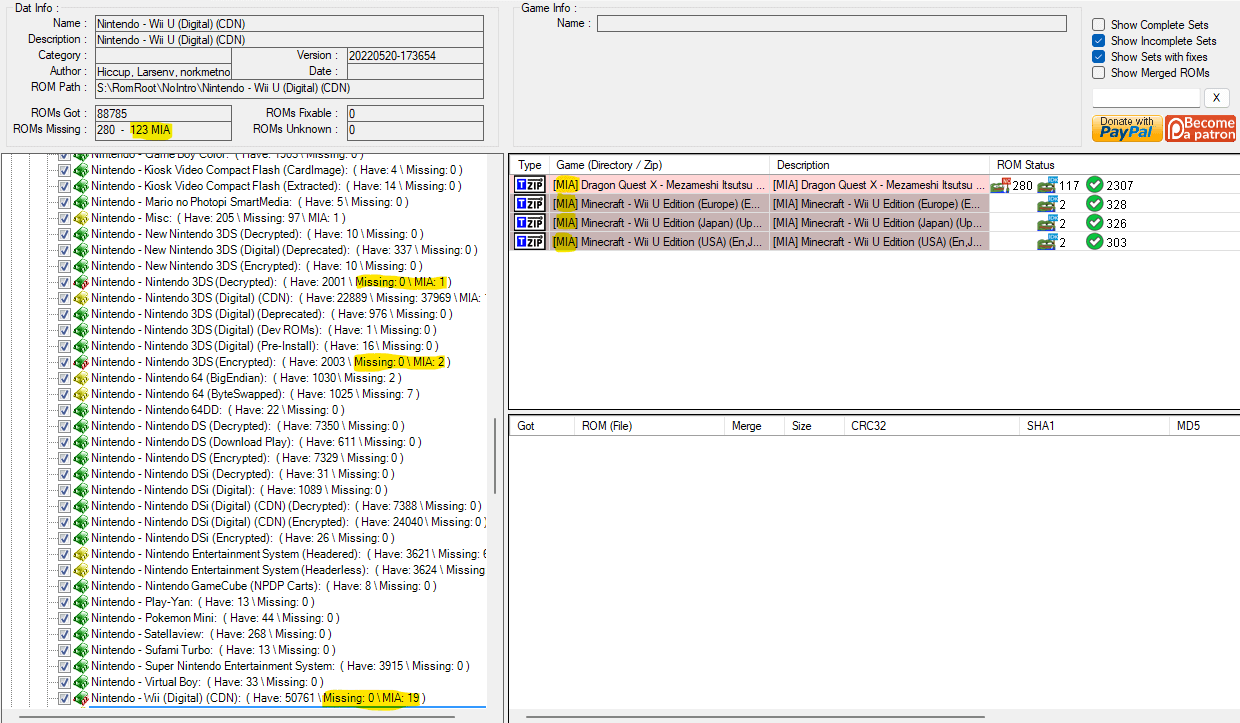 Dat Info :
Name : Nintendo - Wii U (Digital) (CDN)
Description : Nintendo - Wii U (Digital) (CDN)
Category : Version : 20220520-173654
Author : Hiccup, Larsenv, norkmetno Date :
ROM Path : S:\RomRoot\NoIntro\Nintendo - Wii U (Digital) (CDN)
ROMs Got : 88785 ROMs Fixable : 0
ROMs Missing : 280 - 123 MIA ROMs Unknown : 0
Game Info :
Name :
Show Complete Sets
Show Incomplete Sets
Show Sets with fixes
Show Merged ROMs
X
Donate with
PayPal
Become
a patron
Nintendo - Game Boy Color: ( Have: 1903 \ Missing: 0 )
Nintendo - Kiosk Video Compact Flash (CardImage): ( Have: 4 \ Missing: 0 )
Nintendo - Kiosk Video Compact Flash (Extracted): ( Have: 14 \ Missing: 0 )
Nintendo - Mario no Photopi SmartMedia: ( Have: 5 \ Missing: 0 )
Nintendo - Misc: ( Have: 205 \ Missing: 97 \ MIA: 1 )
Nintendo - New Nintendo 3DS (Decrypted): ( Have: 10 \ Missing: 0 )
Nintendo - New Nintendo 3DS (Digital) (Deprecated): ( Have: 337 \ Missing: 0 )
Nintendo - New Nintendo 3DS (Encrypted): ( Have: 10 \ Missing: 0 )
Nintendo - Nintendo 3DS (Decrypted): ( Have: 2001 \ Missing: 0 \ MIA: 1 )
Nintendo - Nintendo 3DS (Digital) (CDN): ( Have: 22889 \ Missing: 37969 \ MIA:
Nintendo - Nintendo 3DS (Digital) (Deprecated): ( Have: 976 \ Missing: 0 )
Nintendo - Nintendo 3DS (Digital) (Dev ROMs): ( Have: 1 \ Missing: 0 )
Nintendo - Nintendo 3DS (Digital) (Pre-Install): ( Have: 16 \ Missing: 0 )
Nintendo - Nintendo 3DS (Encrypted): ( Have: 2003 \ Missing: 0 \ MIA: 2 )
Nintendo - Nintendo 64 (BigEndian): ( Have: 1030 \ Missing: 2 )
Nintendo - Nintendo 64 (ByteSwapped): ( Have: 1025 \ Missing: 7 )
Nintendo - Nintendo 64DD: ( Have: 22 \ Missing: 0 )
Nintendo - Nintendo DS (Decrypted): ( Have: 7350 \ Missing: 0 )
Nintendo - Nintendo DS (Download Play): ( Have: 611 \ Missing: 0 )
Nintendo - Nintendo DS (Encrypted): ( Have: 7329 \ Missing: 0 )
Nintendo - Nintendo DSi (Decrypted): ( Have: 31 \ Missing: 0 )
Nintendo - Nintendo DSi (Digital): ( Have: 1089 \ Missing: 0 )
Nintendo - Nintendo DSi (Digital) (CDN) (Decrypted): ( Have: 7388 \ Missing: 0 )
Nintendo - Nintendo DSi (Digital) (CDN) (Encrypted): ( Have: 24040 \ Missing: 0 )
Nintendo - Nintendo DSi (Encrypted): ( Have: 26 \ Missing: 0 )
Nintendo - Nintendo Entertainment System (Headered): ( Have: 3621 \ Missing: 6
Nintendo - Nintendo Entertainment System (Headerless): ( Have: 3624 \ Missing
Nintendo - Nintendo GameCube (NPDP Carts): ( Have: 8 \ Missing: 0 )
Nintendo - Play-Yan: ( Have: 13 \ Missing: 0 )
Nintendo - Pokemon Mini: ( Have: 44 \ Missing: 0 )
Nintendo - Satellaview: ( Have: 268 \ Missing: 0 )
Nintendo - Sufami Turbo: ( Have: 13 \ Missing: 0 )
Nintendo - Super Nintendo Entertainment System: ( Have: 3915 \ Missing: 0 )
Nintendo - Virtual Boy: ( Have: 33 \ Missing: 0 )
Nintendo - Wii (Digital) (CDN): ( Have: 50761 \ Missing: 0 \ MIA: 19 )
Type Game (Directory / Zip) Description ROM Status
TZIP [MIA] Dragon Quest X - Mezameshi Itsutsu ... [MIA] Dragon Quest X - Mezameshi Itsutsu ... 280 117 2307
TZIP [MIA] Minecraft - Wii U Edition (Europe) (E... [MIA] Minecraft - Wii U Edition (Europe) (E... 2 328
TZIP [MIA] Minecraft - Wii U Edition (Japan) (Up... [MIA] Minecraft - Wii U Edition (Japan) (Up... 2 326
TZIP [MIA] Minecraft - Wii U Edition (USA) (En,J... [MIA] Minecraft - Wii U Edition (USA) (En,J... 2 303
Got ROM (File) Merge Size CRC32 SHA1 MD5